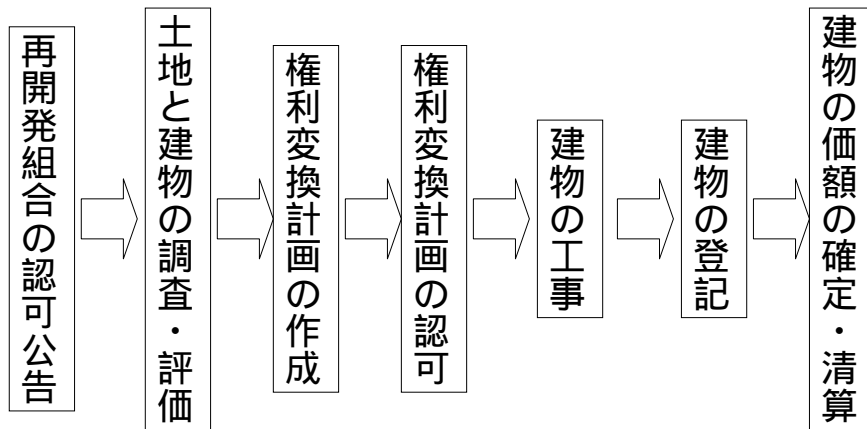 再開発組合の認可公告
土地と建物の調査・評価
権利変換計画の作成
権利変換計画の認可
建物の工事
建物の登記
建物の価額の確定・清算